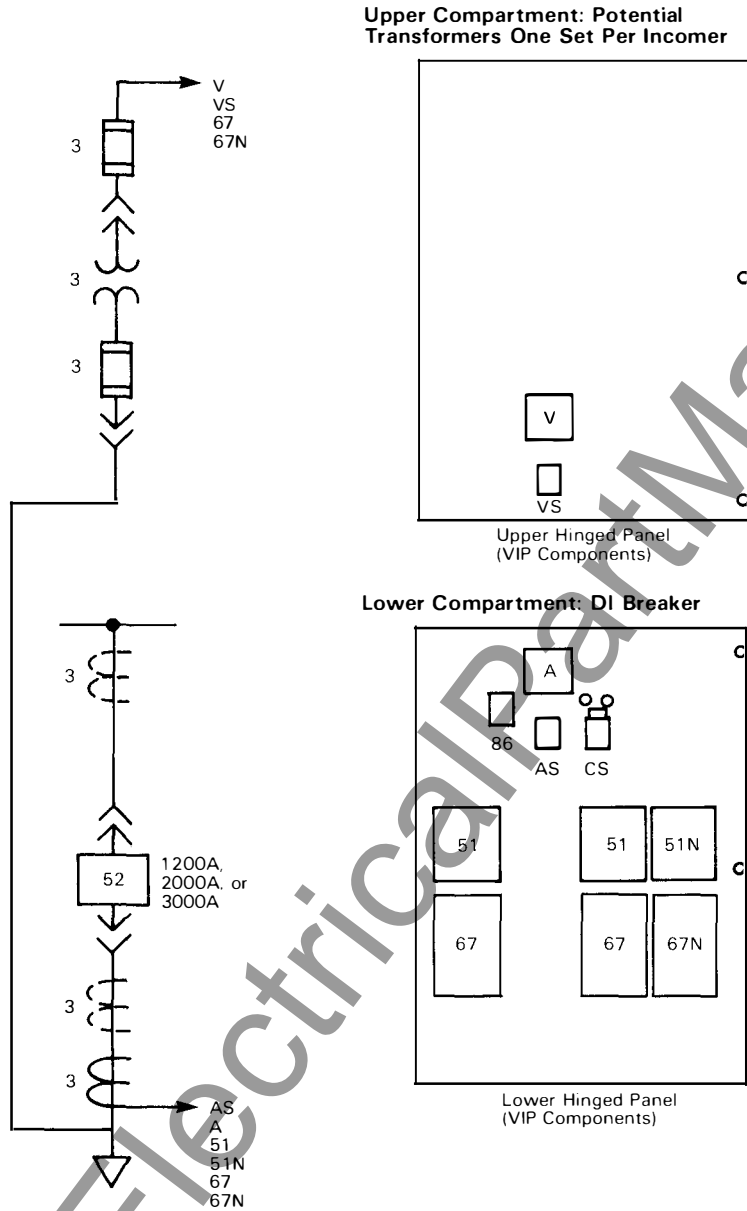 Upper Compartment: Potential
Transformers One Set Per Incomer
V
VS
67
67N
3
3
3
V
VS
Upper Hinged Panel
(VIP Components)
Lower Compartment: DI Breaker
3
A
86
AS
CS
52
1200A,
2000A, or
3000A
51
51
51N
67
67
67N
3
3
AS
A
51
51N
67
67N
Lower Hinged Panel
(VIP Components)
ElectricalPartMa